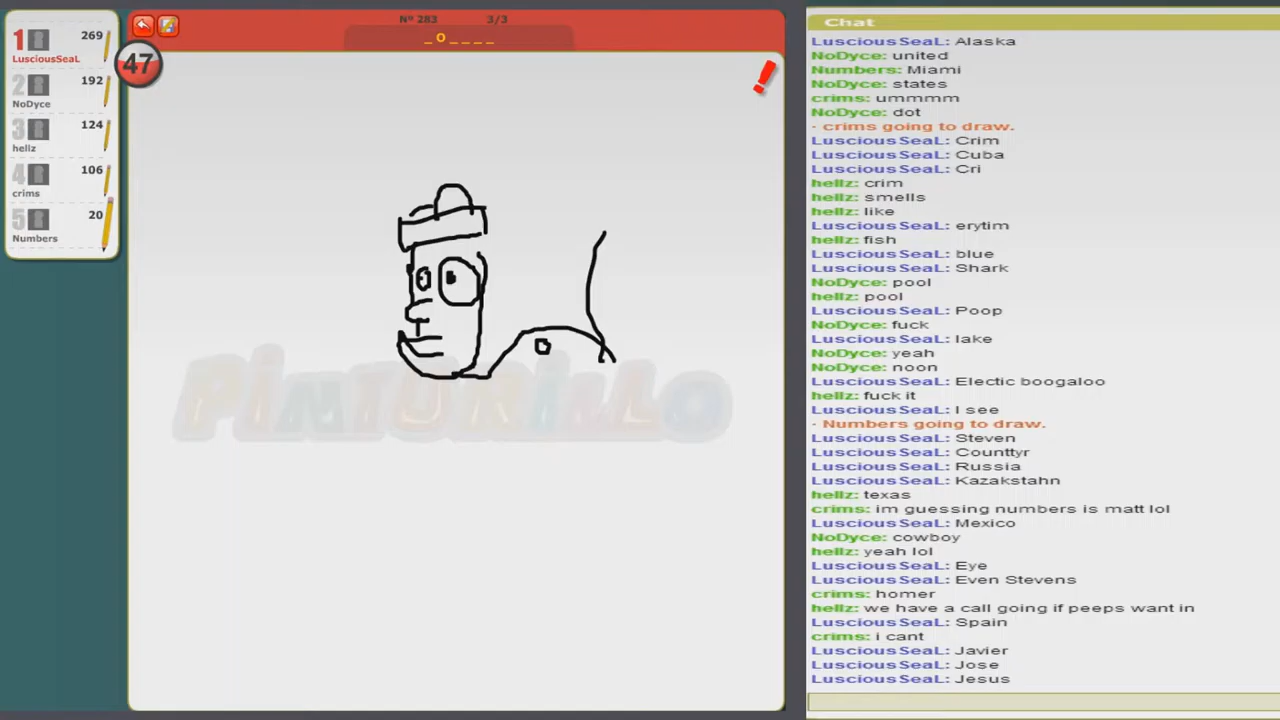 Nº 283 3/3
_ O _ _ _ _
47
1 269
LusciousSeaL
2 192
NoDyce
3 124
hellz
4 106
crims
5 20
Numbers
PINTURILLO
Chat
LusciousSeaL: Alaska
NoDyce: united
Numbers: Miami
NoDyce: states
crims: ummmm
NoDyce: dot
- crims going to draw.
LusciousSeaL: Crim
LusciousSeaL: Cuba
LusciousSeaL: Cri
hellz: crim
hellz: smells
hellz: like
LusciousSeaL: erytim
hellz: fish
LusciousSeaL: blue
LusciousSeaL: Shark
NoDyce: pool
hellz: pool
LusciousSeaL: Poop
NoDyce: fuck
LusciousSeaL: lake
NoDyce: yeah
NoDyce: noon
LusciousSeaL: Electic boogaloo
hellz: fuck it
LusciousSeaL: I see
- Numbers going to draw.
LusciousSeaL: Steven
LusciousSeaL: Counttyr
LusciousSeaL: Russia
LusciousSeaL: Kazakstahn
hellz: texas
crims: im guessing numbers is matt lol
LusciousSeaL: Mexico
NoDyce: cowboy
hellz: yeah lol
LusciousSeaL: Eye
LusciousSeaL: Even Stevens
crims: homer
hellz: we have a call going if peeps want in
LusciousSeaL: Spain
crims: i cant
LusciousSeaL: Javier
LusciousSeaL: Jose
LusciousSeaL: Jesus